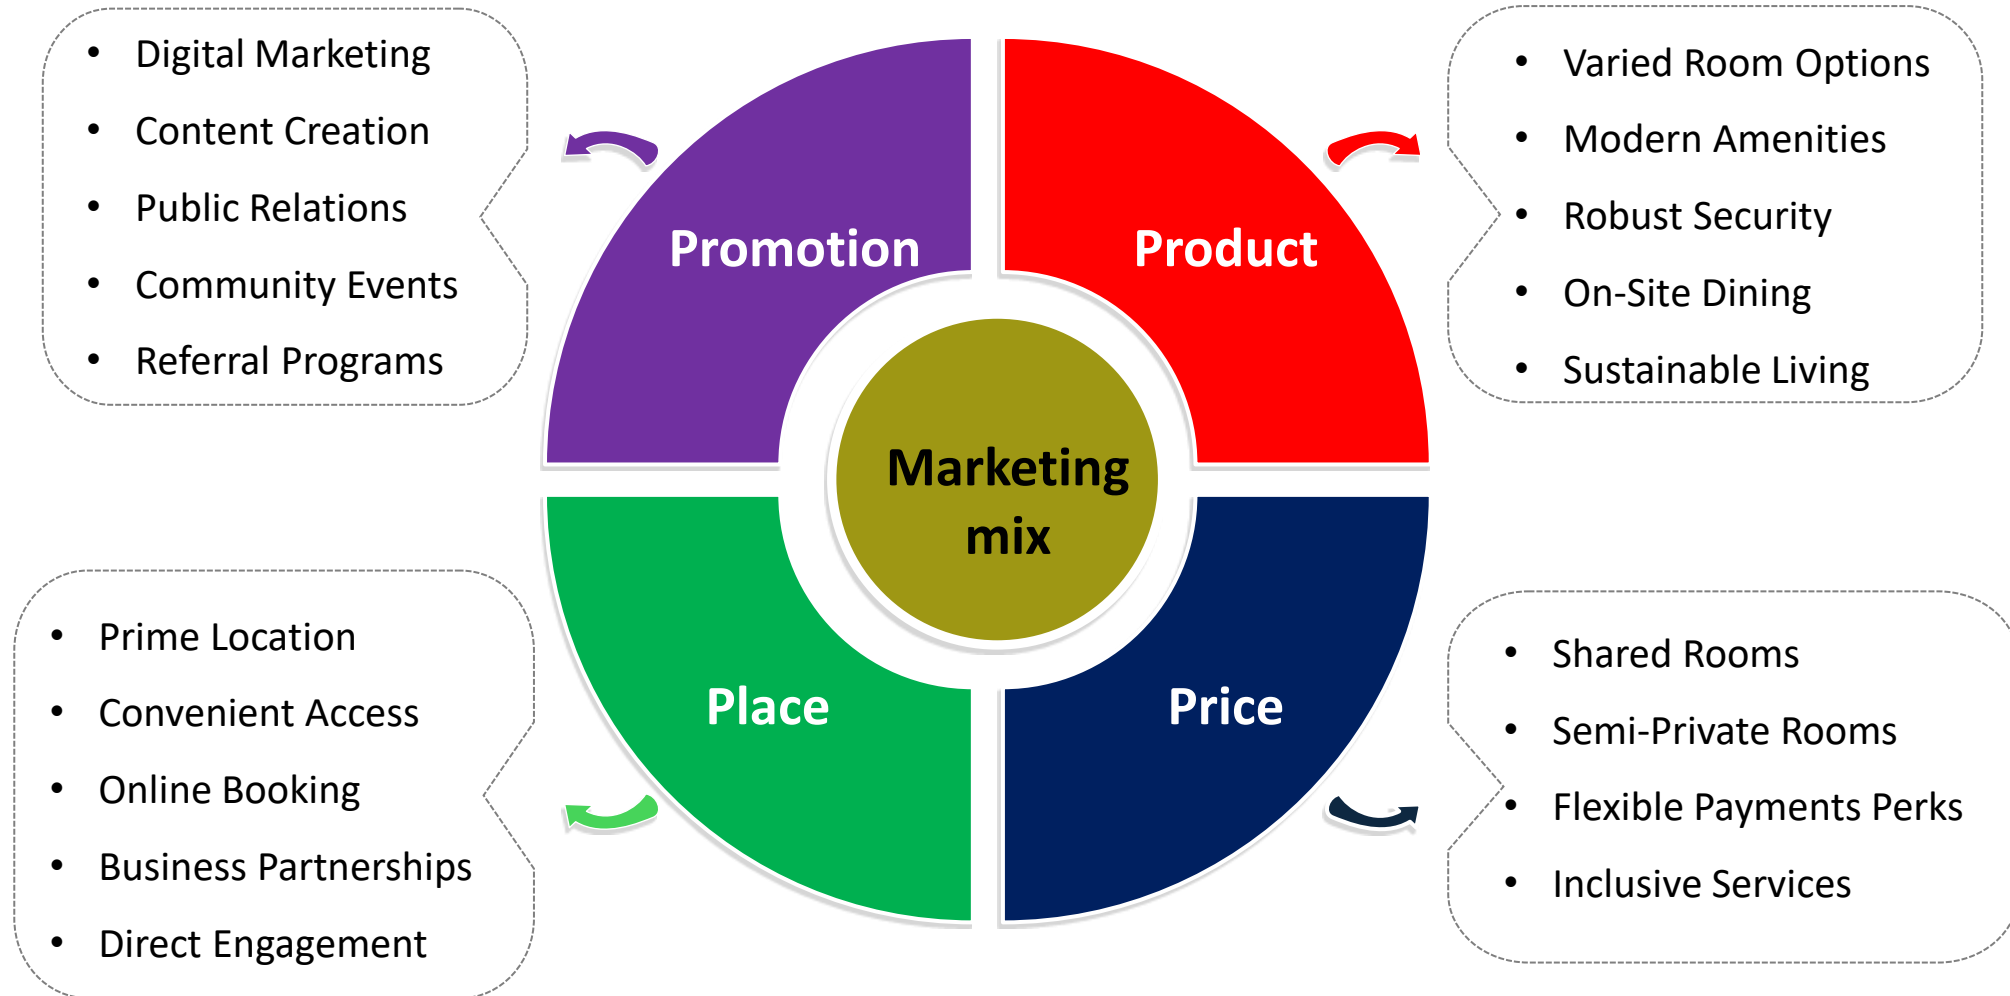 Digital Marketing
Content Creation
Public Relations
Community Events
Referral Programs
Varied Room Options
Modern Amenities
Robust Security
On-Site Dining
Sustainable Living
Promotion
Product
Marketing
mix
Place
Price
Prime Location
Convenient Access
Online Booking
Business Partnerships
Direct Engagement
Shared Rooms
Semi-Private Rooms
Flexible Payments Perks
Inclusive Services